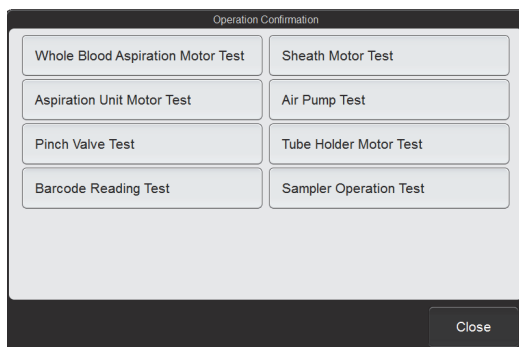 Operation Confirmation
Whole Blood Aspiration Motor Test
Sheath Motor Test
Aspiration Unit Motor Test
Air Pump Test
Pinch Valve Test
Tube Holder Motor Test
Barcode Reading Test
Sampler Operation Test
Close